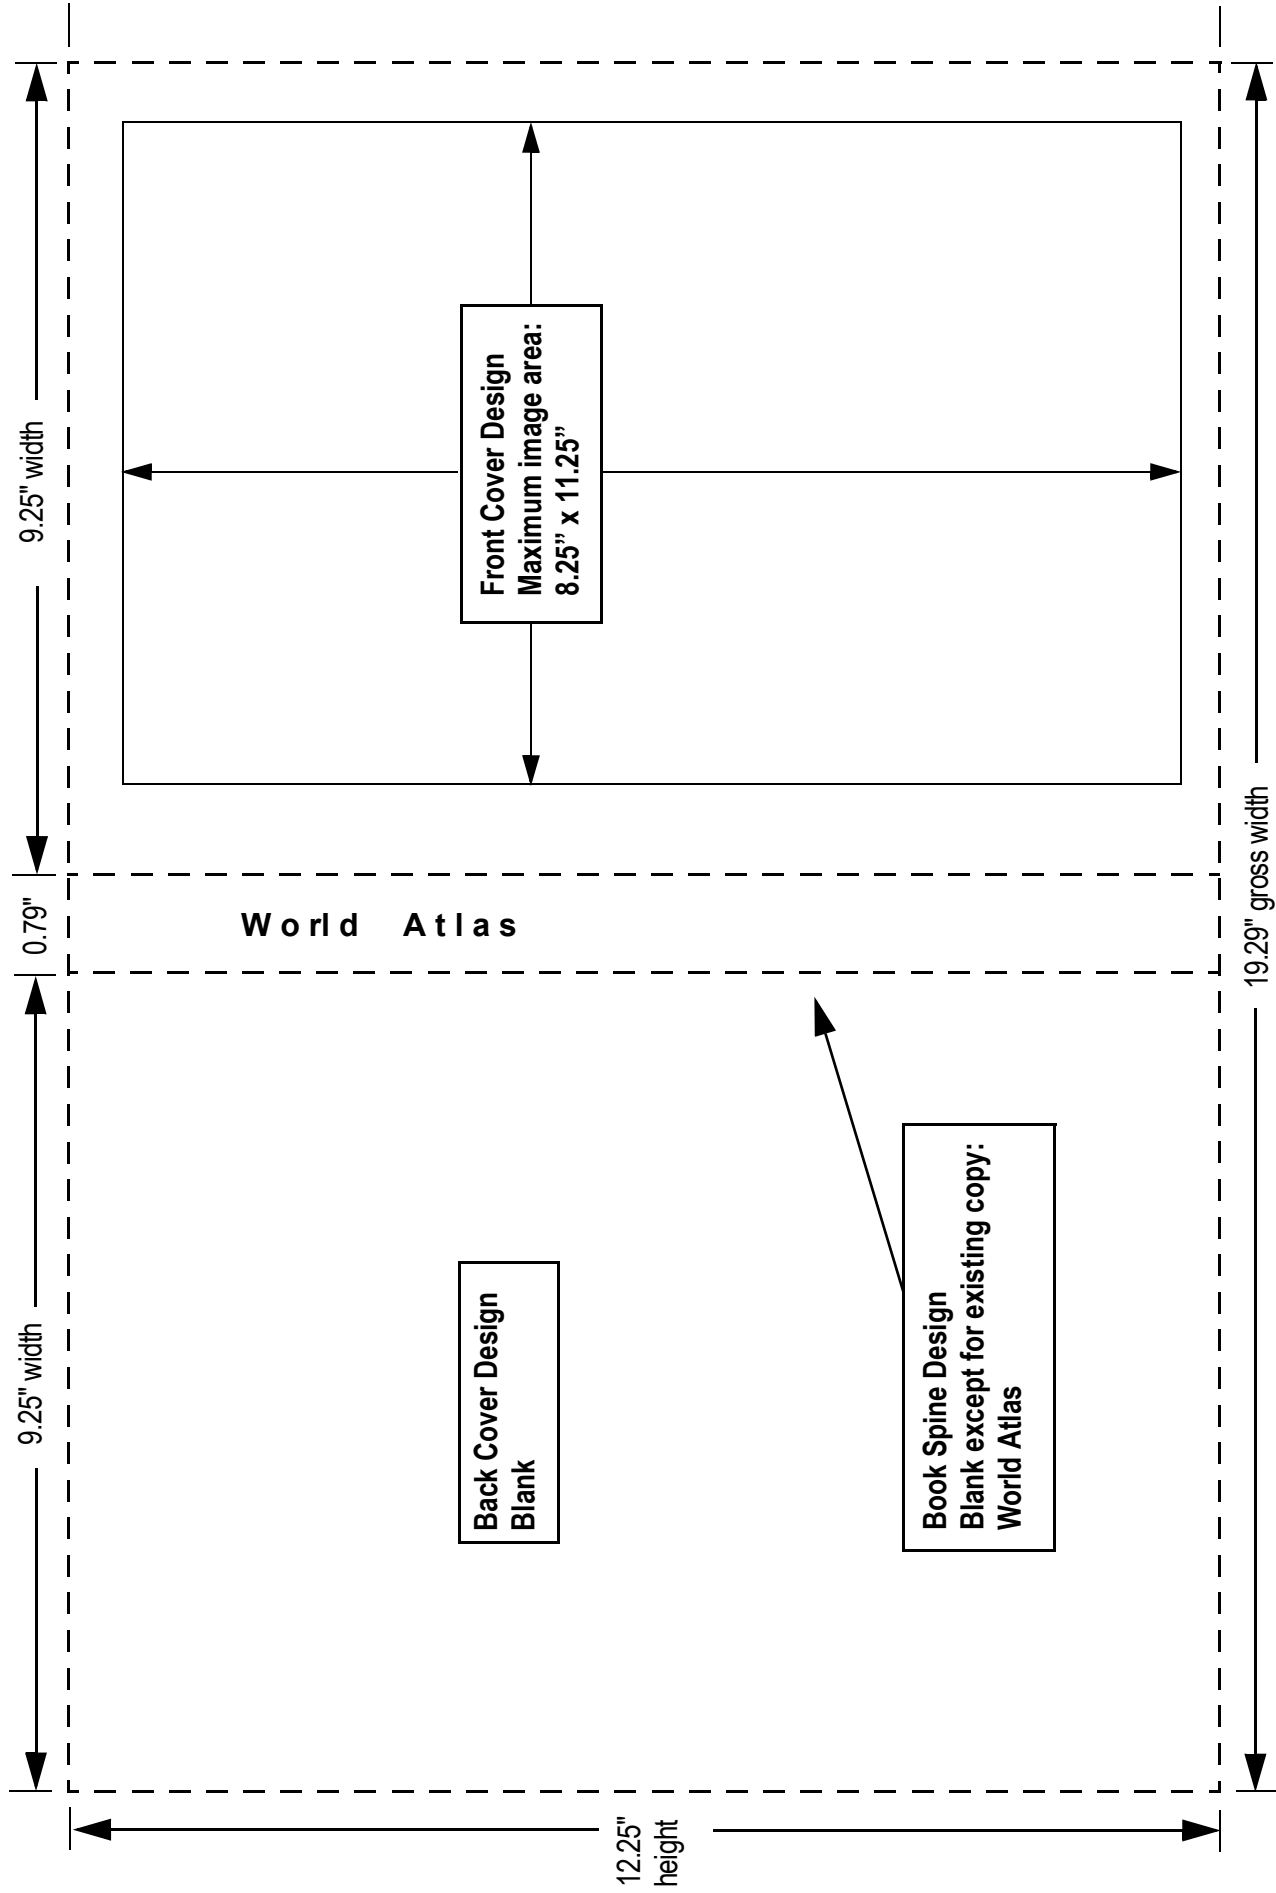 9.25" width
0.79"
9.25" width
12.25"
height
World Atlas
Front Cover Design
Maximum image area:
8.25” x 11.25”
Back Cover Design
Blank
Book Spine Design
Blank except for existing copy:
World Atlas
19.29" gross width